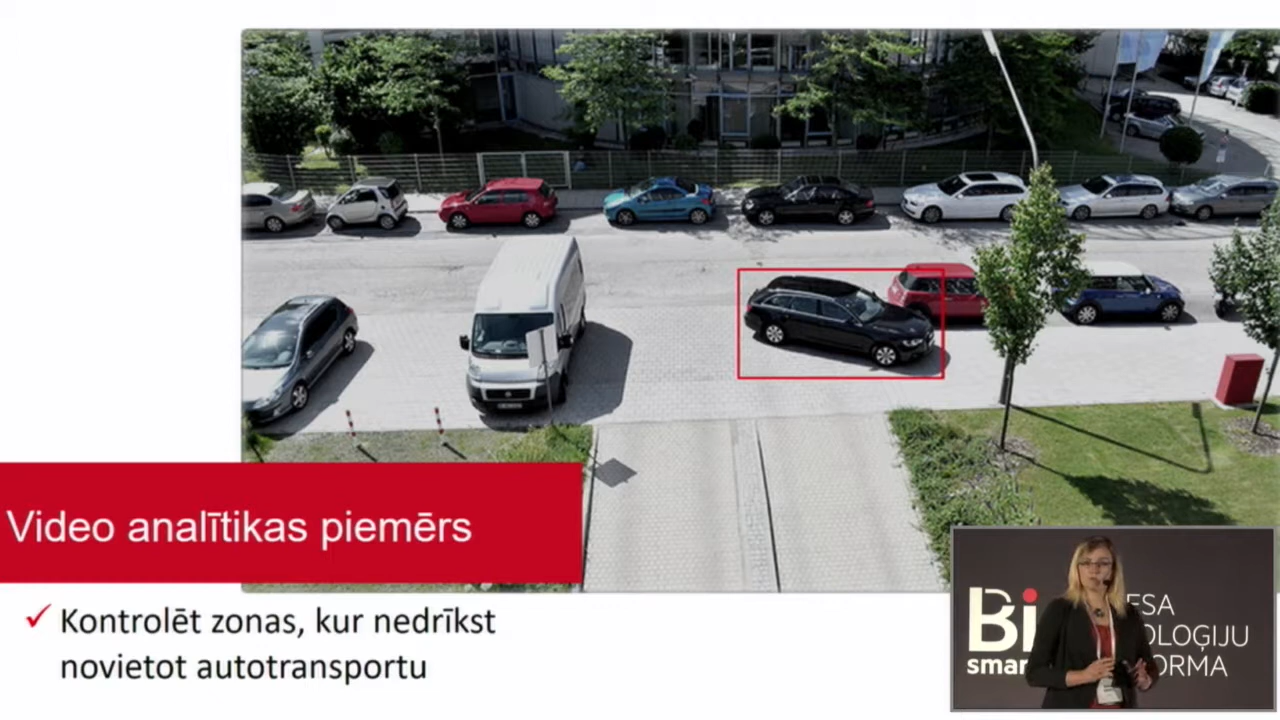 Video analītikas piemērs
✓ Kontrolēt zonas, kur nedrīkst
novietot autotransportu
Bi
smar
ESA
OLOĢIJU
ORMA